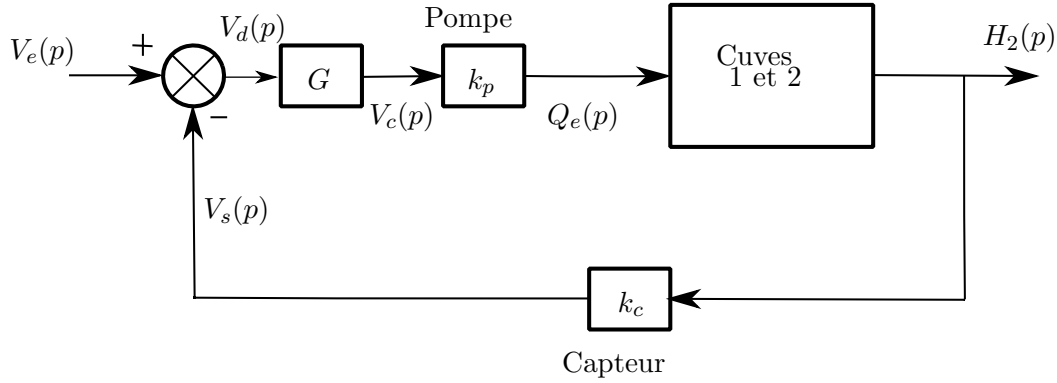 Pompe
V_e(p)
+
V_d(p)
G
k_p
Cuves
1 et 2
H_2(p)
−
V_c(p)
Q_e(p)
V_s(p)
k_c
Capteur